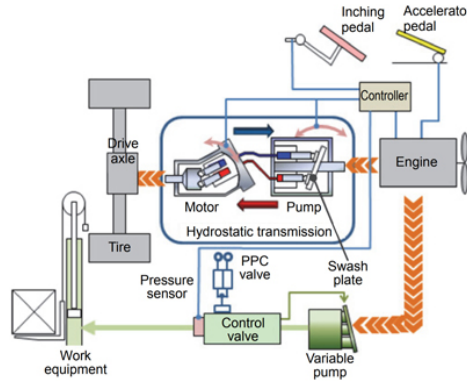 Inching
pedal
Accelerator
pedal
Controller
Drive
axle
Engine
Motor
Pump
Tire
Hydrostatic transmission
Pressure
sensor
PPC
valve
Swash
plate
Control
valve
Work
equipment
Variable
pump